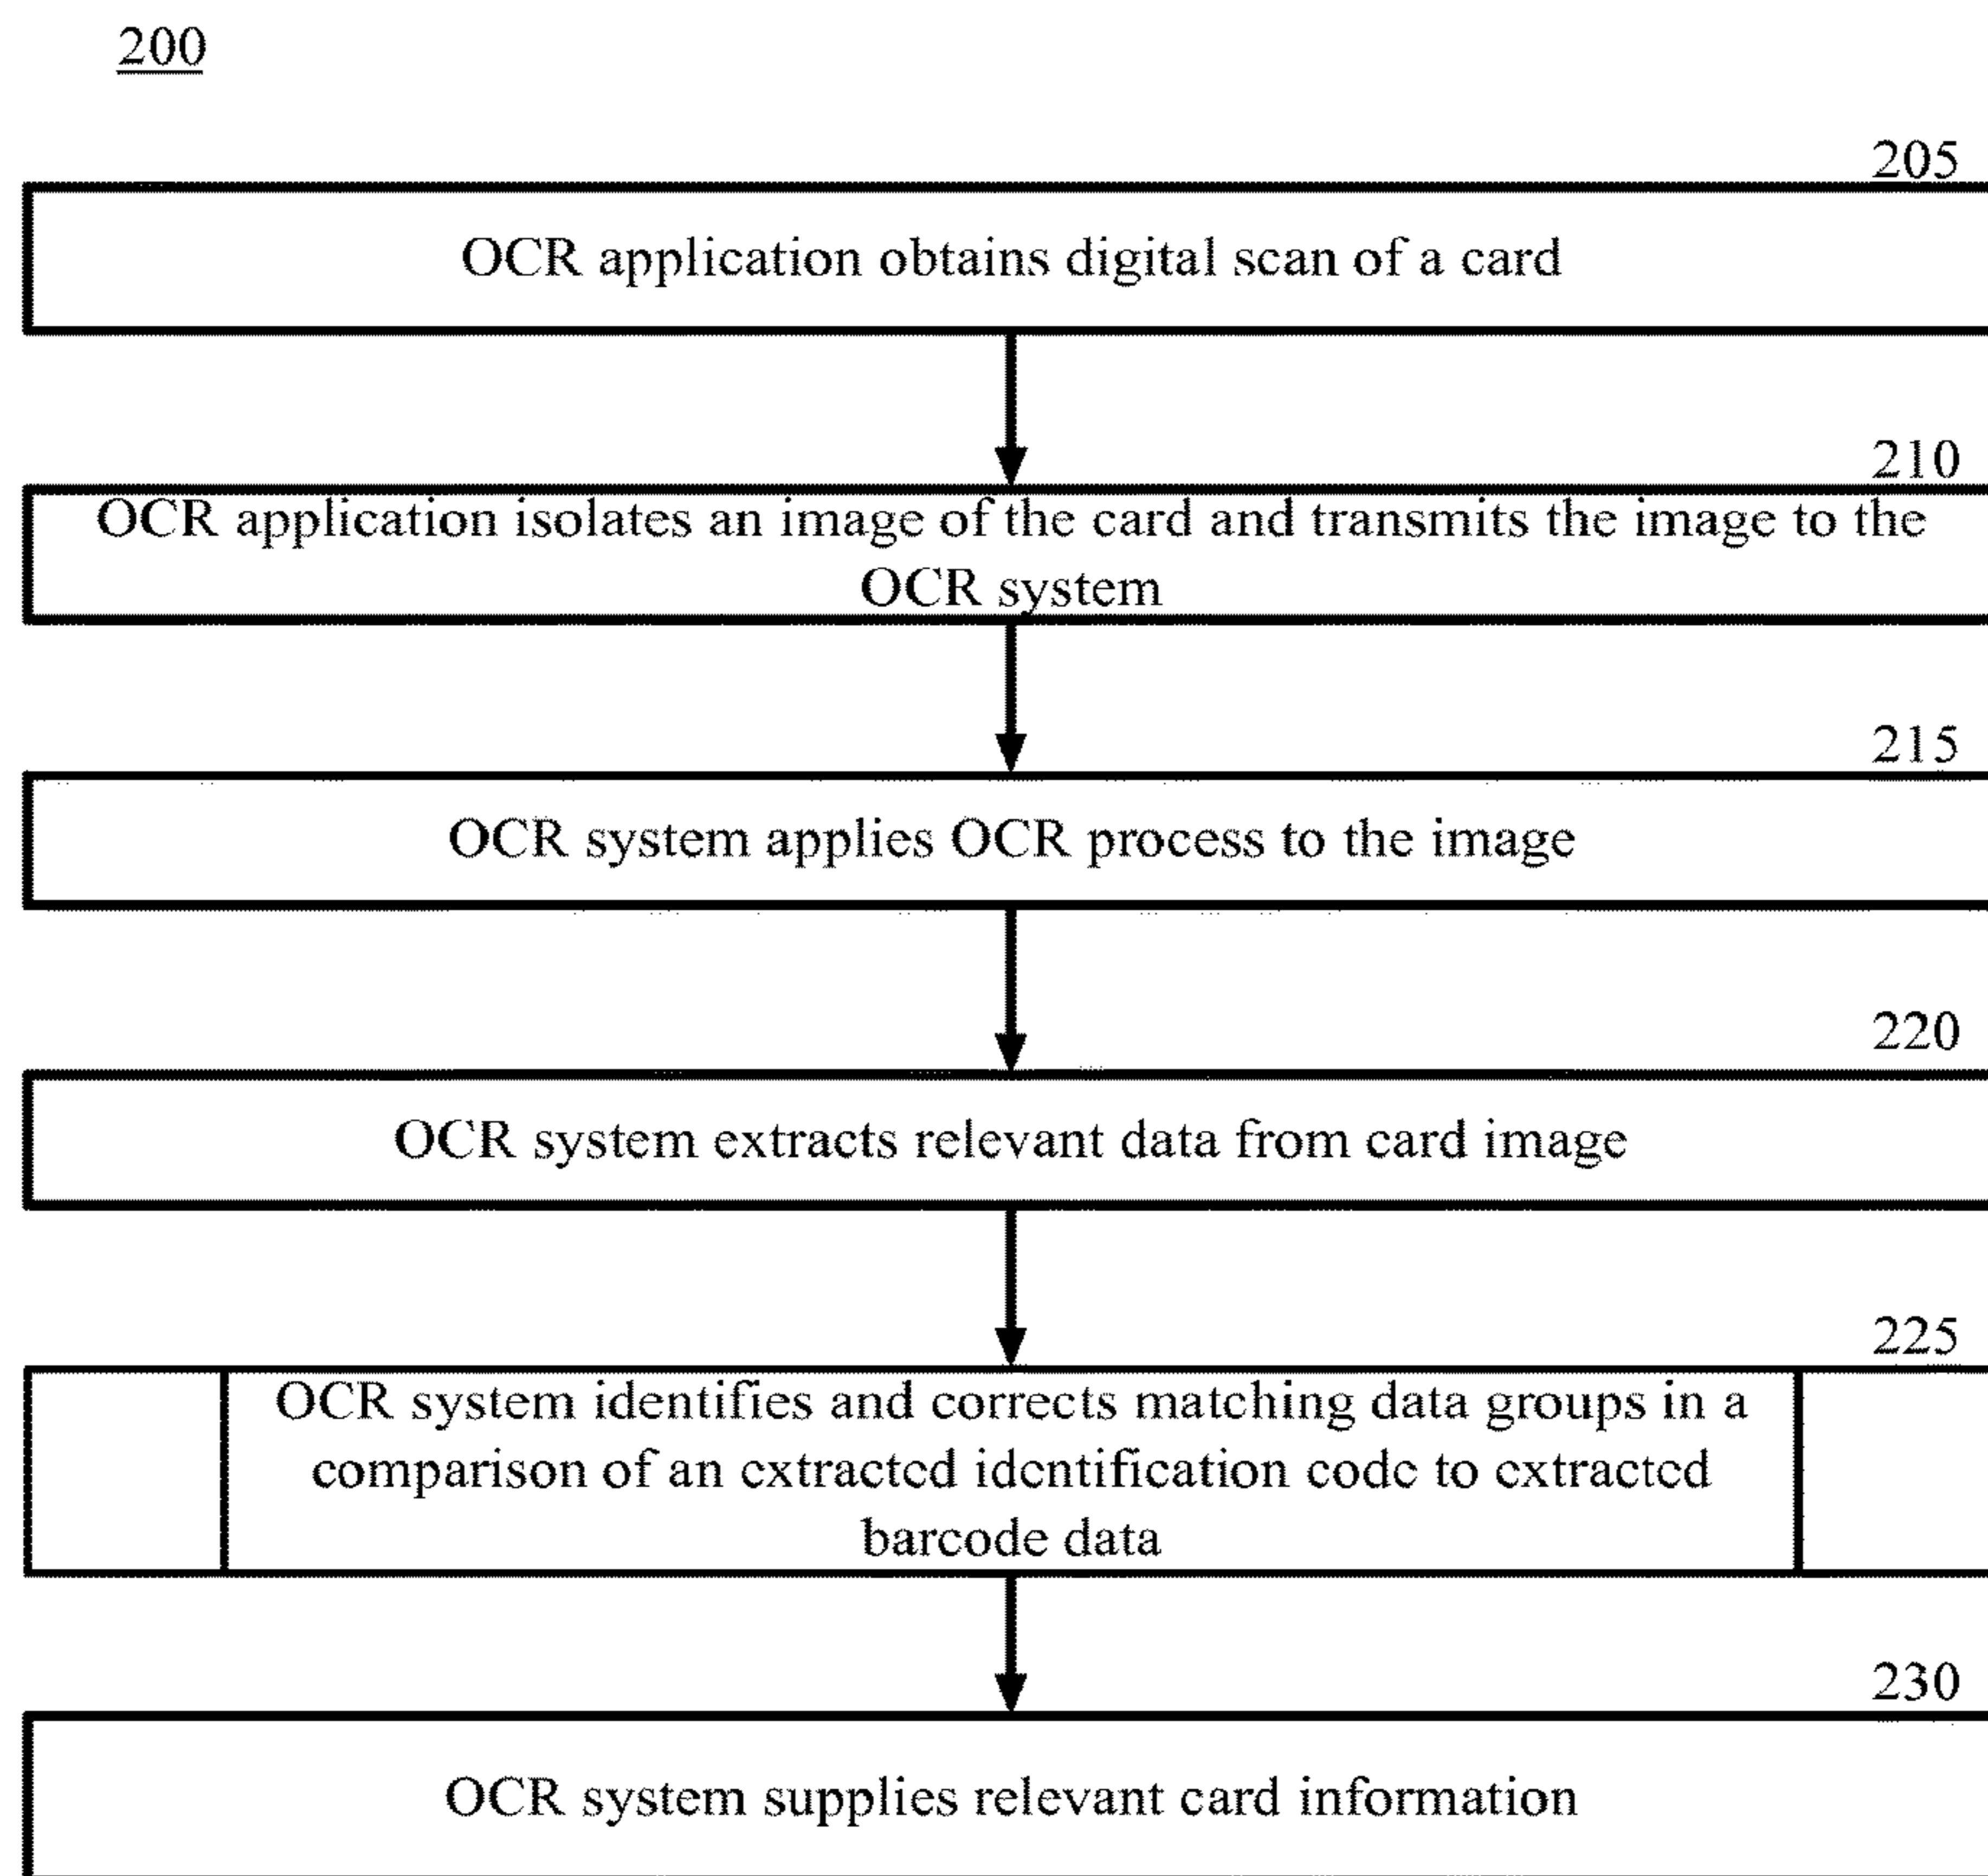 200
205
OCR application obtains digital scan of a card
210
OCR application isolates an image of the card and transmits the image to the
OCR system
215
OCR system applies OCR process to the image
220
OCR system extracts relevant data from card image
225
OCR system identifies and corrects matching data groups in a
comparison of an extracted identification code to extracted
barcode data
230
OCR system supplies relevant card information